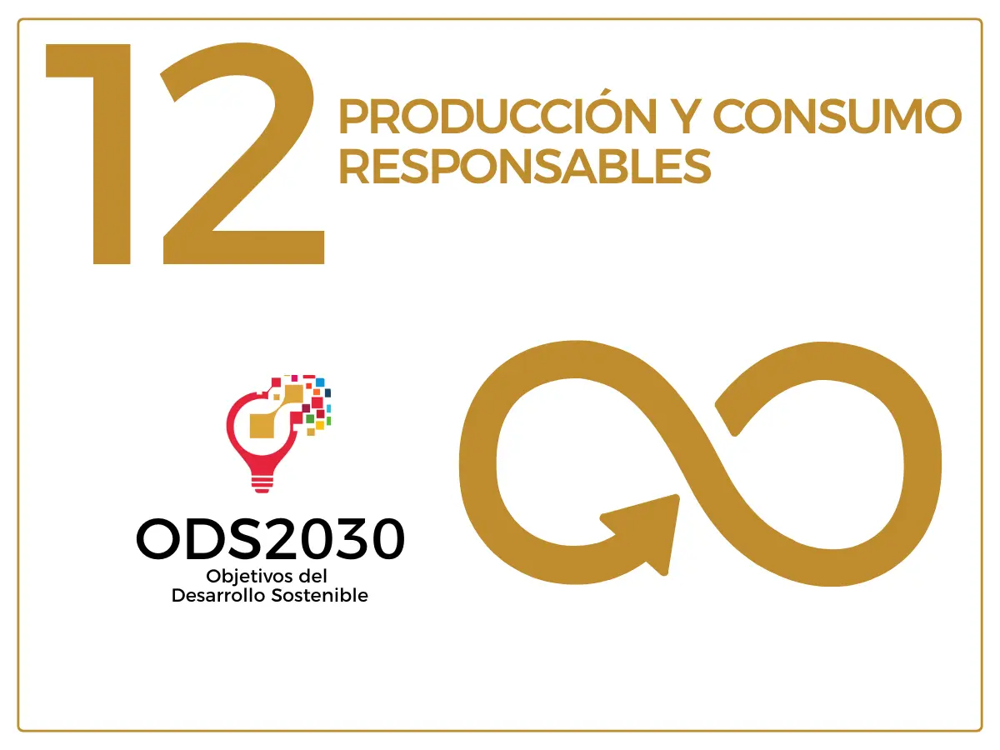 12
PRODUCCIÓN Y CONSUMO
RESPONSABLES
ODS2030
Objetivos del
Desarrollo Sostenible